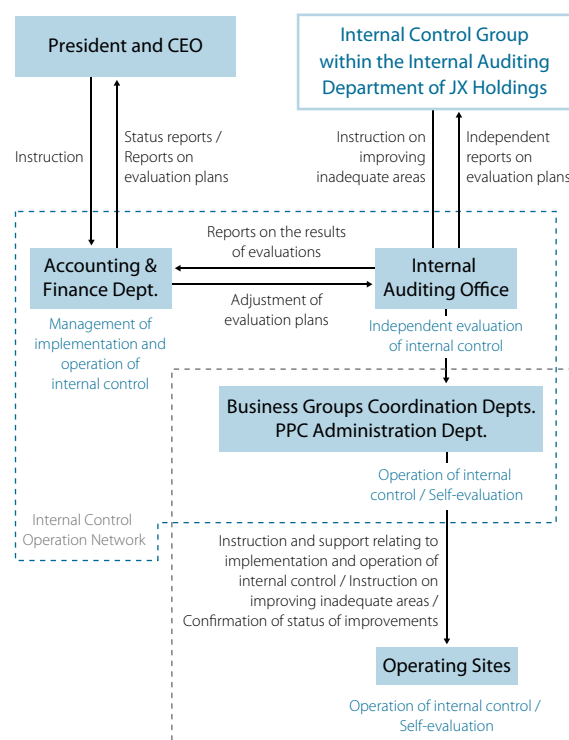 President and CEO
Internal Control Group
within the Internal Auditing
Department of JX Holdings
Instruction
Status reports /
Reports on
evaluation plans
Instruction on
improving
inadequate areas
Independent
reports on
evaluation plans
Reports on the results
of evaluations
Accounting &
Finance Dept.
Internal
Auditing Office
Adjustment of
evaluation plans
Management of
implementation and
operation of
internal control
Independent evaluation
of internal control
Business Groups Coordination Depts.
PPC Administration Dept.
Operation of internal
control / Self-evaluation
Internal Control
Operation Network
Instruction and support relating to
implementation and operation of
internal control / Instruction on
improving inadequate areas /
Confirmation of status of improvements
Operating Sites
Operation of internal control /
Self-evaluation